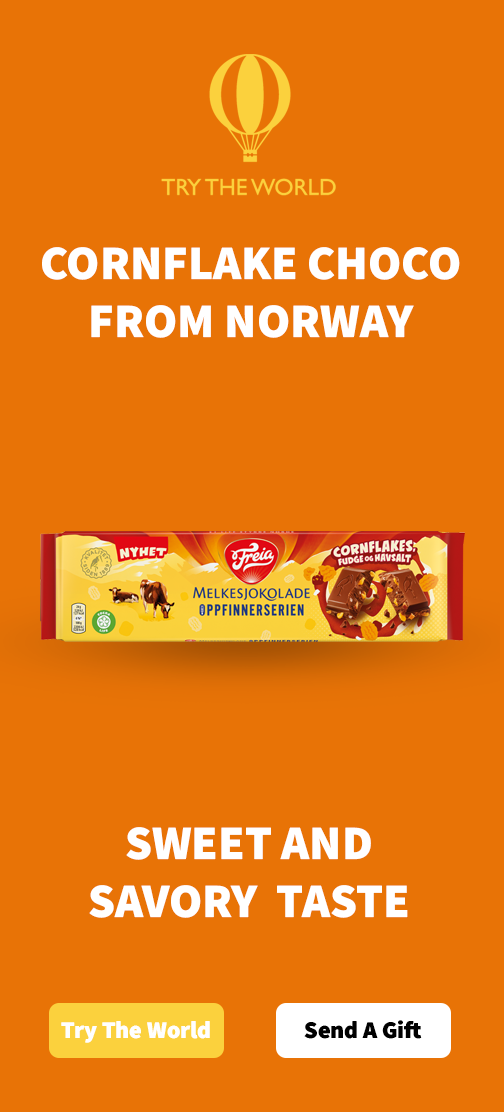 TRY THE WORLD
CORNFLAKE CHOCO
FROM NORWAY
NYHET
Freia
MELKESJOKOLADE
OPPFINNERSERIEN
CORNFLAKES,
FUDGE OG HAVSALT
SWEET AND
SAVORY TASTE
Try The World
Send A Gift